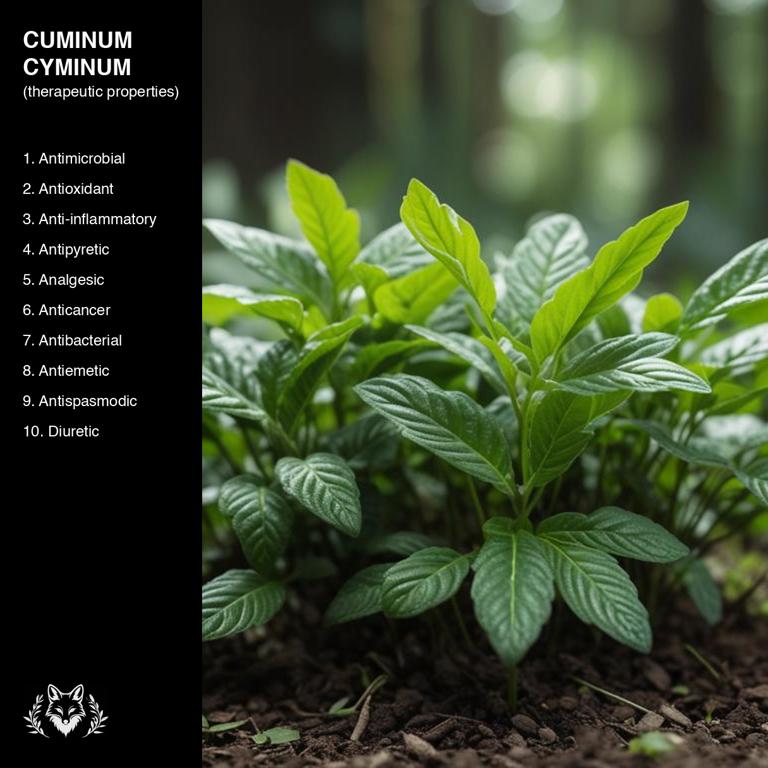 CUMINUM
CYMINUM
(therapeutic properties)
1. Antimicrobial
2. Antioxidant
3. Anti-inflammatory
4. Antipyretic
5. Analgesic
6. Anticancer
7. Antibacterial
8. Antiemetic
9. Antispasmodic
10. Diuretic